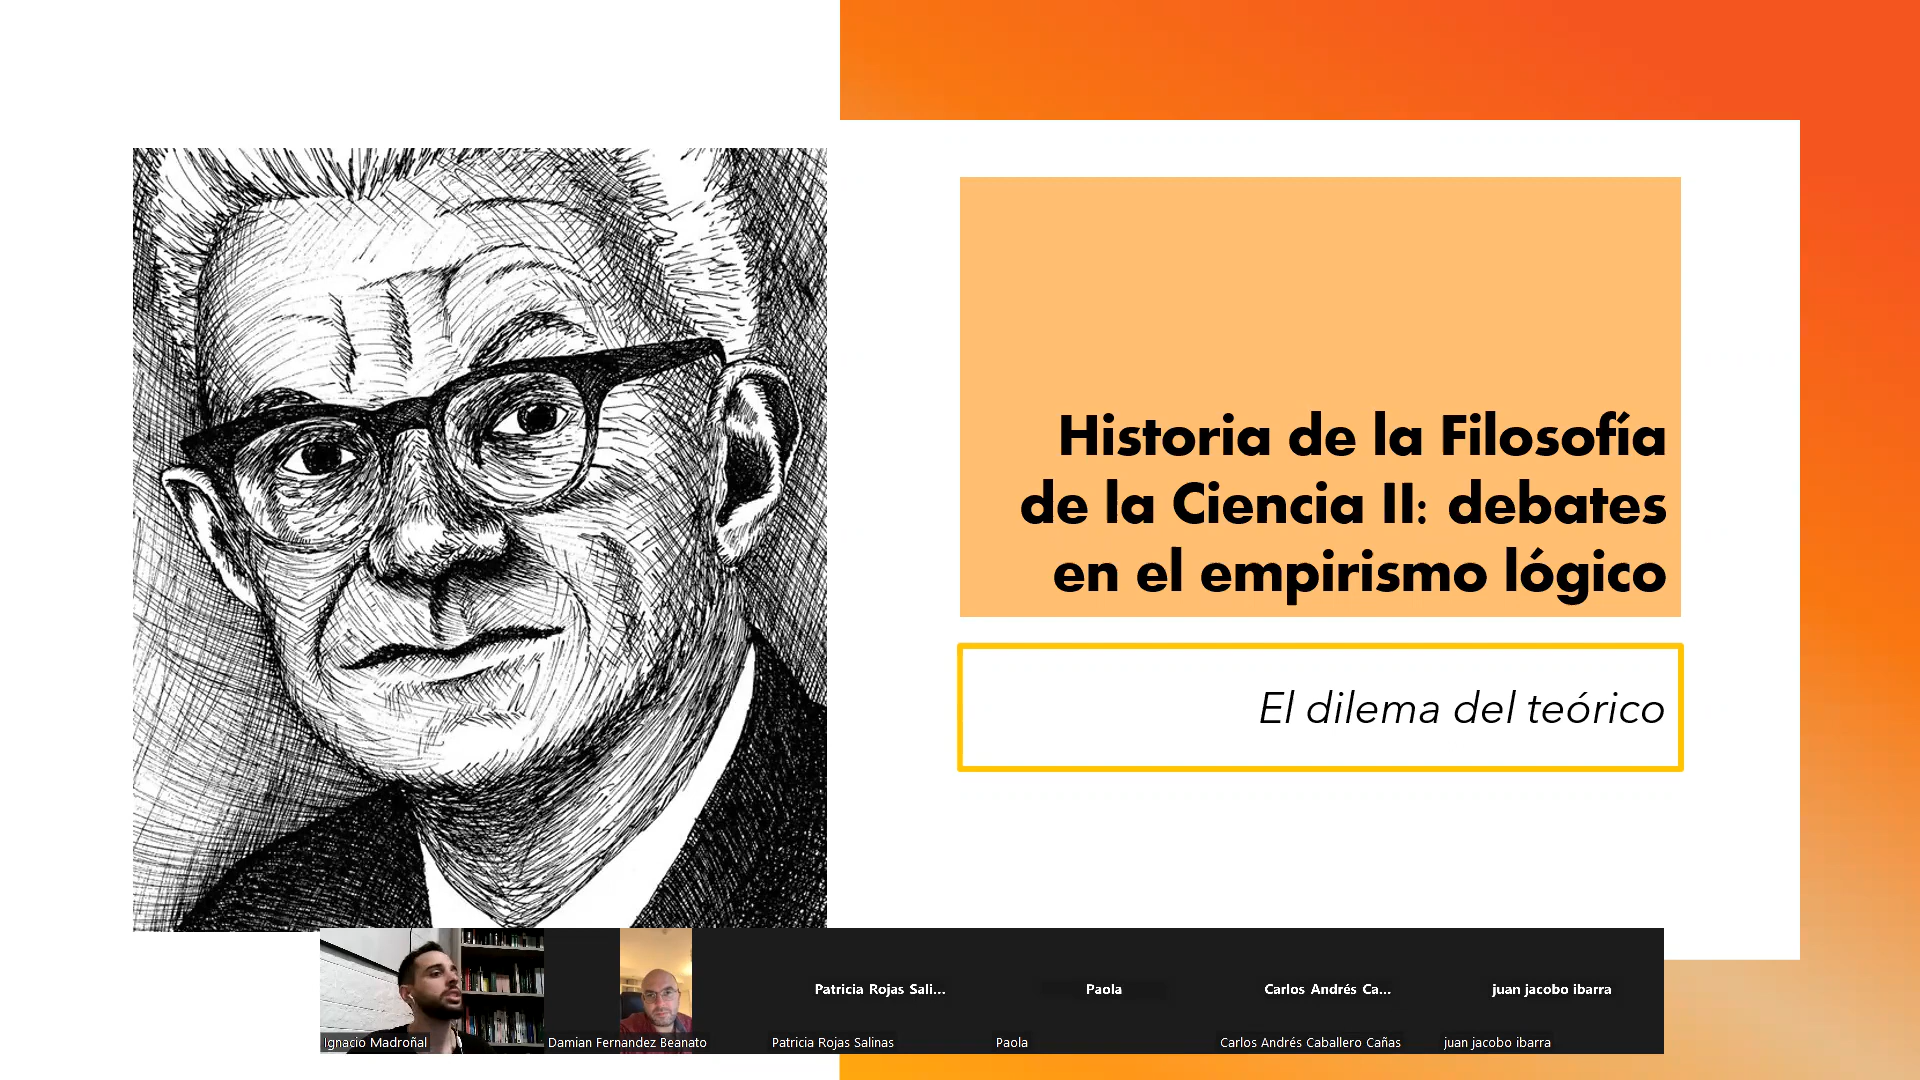 Historia de la Filosofía
de la Ciencia II: debates
en el empirismo lógico
El dilema del teórico
Patricia Rojas Sali...
Paola
Carlos Andrés Ca...
juan jacobo ibarra
Ignacio Madroñal
Damian Fernandez Beanato
Patricia Rojas Salinas
Paola
Carlos Andrés Caballero Cañas
juan jacobo ibarra